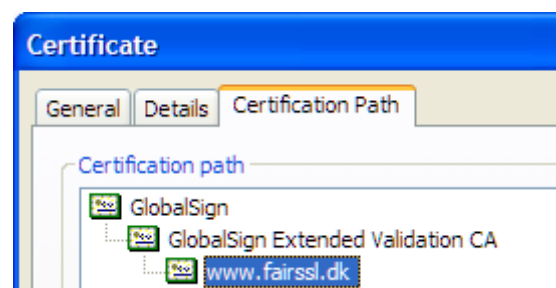 Certificate
General Details Certification Path
Certification path
GlobalSign
GlobalSign Extended Validation CA
www.fairssl.dk